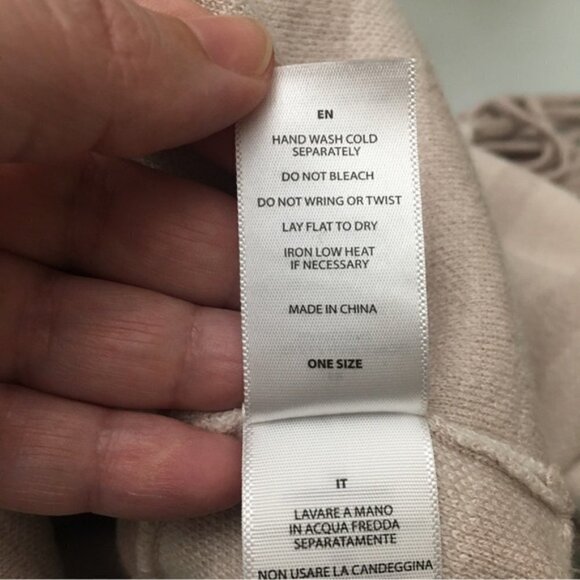 EN
HAND WASH COLD
SEPARATELY
DO NOT BLEACH
DO NOT WRING OR TWIST
LAY FLAT TO DRY
IRON LOW HEAT
IF NECESSARY
MADE IN CHINA
ONE SIZE
IT
LAVARE A MANO
IN ACQUA FREDDA
SEPARATAMENTE
NON USARE LA CANDEGGINA